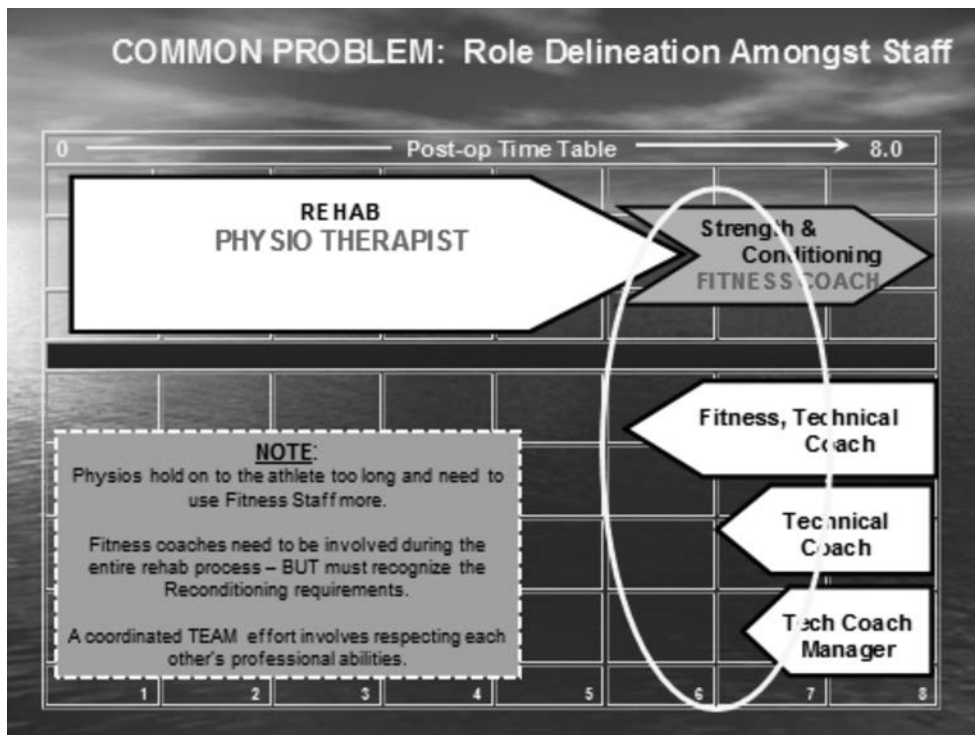 COMMON PROBLEM: Role Delineation Amongst Staff
0 Post-op Time Table 8.0
REHAB
PHYSIO THERAPIST
Strength &
Conditioning
FITNESS COACH
Fitness, Technical
Coach
Technical
Coach
Tech Coach
Manager
NOTE:
Physios hold on to the athlete too long and need to
use Fitness Staff more.
Fitness coaches need to be involved during the
entire rehab process – BUT must recognize the
Reconditioning requirements.
A coordinated TEAM effort involves respecting each
other's professional abilities.
1 2 3 4 5 6 7 8